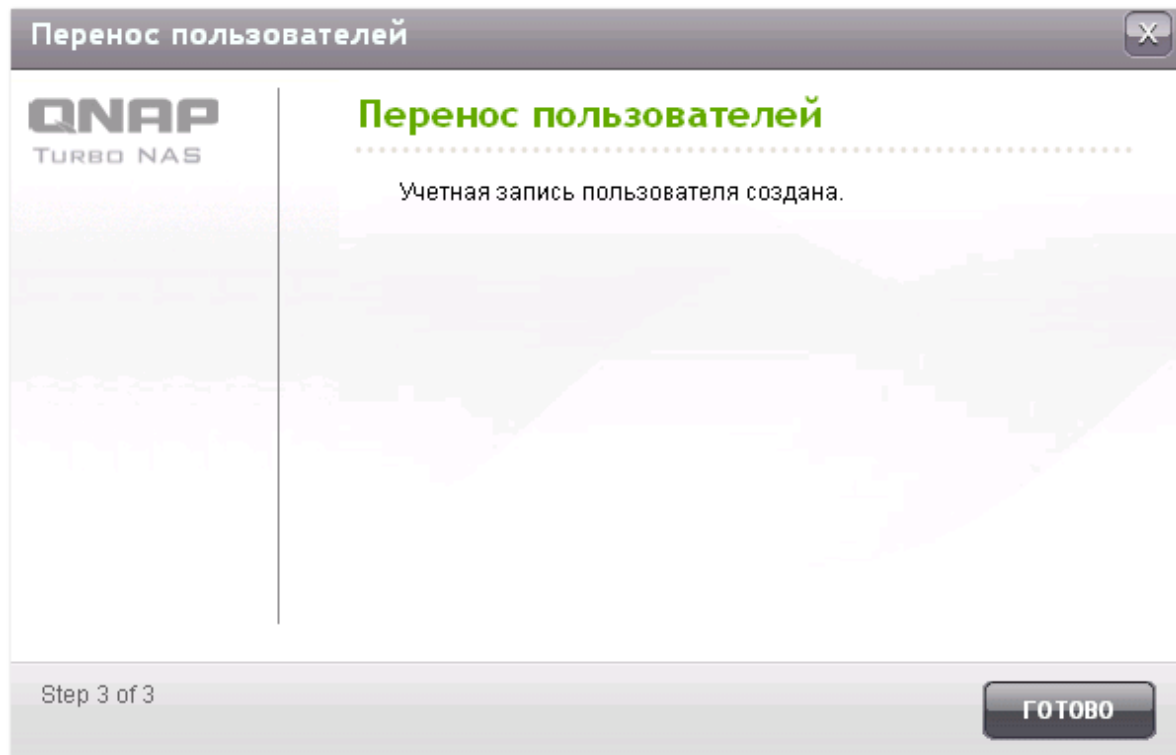 Перенос пользователей
X
QNAP
TURBO NAS
Перенос пользователей
Учетная запись пользователя создана.
Step 3 of 3
ГОТОВО